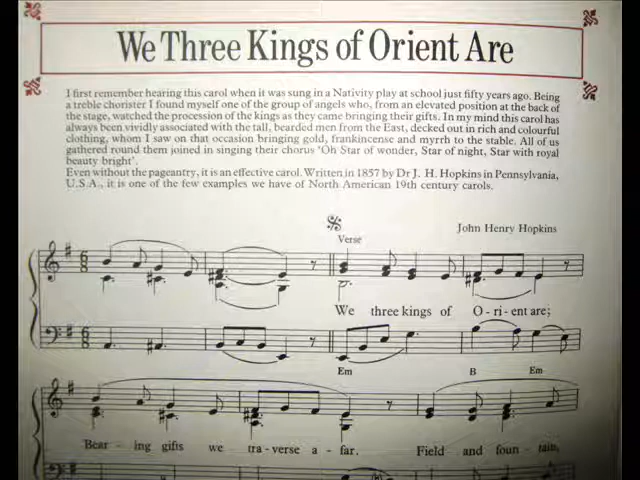 We Three Kings of Orient Are
I first remember hearing this carol when it was sung in a Nativity play at school just fifty years ago. Being
a treble chorister I found myself one of the group of angels who, from an elevated position at the back of
the stage, watched the procession of the kings as they came bringing their gifts. In my mind this carol has
always been vividly associated with the tall, bearded men from the East, decked out in rich and colourful
clothing, whom I saw on that occasion bringing gold, frankincense and myrrh to the stable. All of us
gathered round them joined in singing their chorus 'Oh Star of wonder, Star of night, Star with royal
beauty bright'.
Even without the pageantry, it is an effective carol. Written in 1857 by Dr J. H. Hopkins in Pennsylvania,
U.S.A., it is one of the few examples we have of North American 19th century carols.
John Henry Hopkins
Verse
We three kings of O - ri - ent are;
Em B Em
Bear - ing gifts we tra - verse a - far. Field and foun - tain,